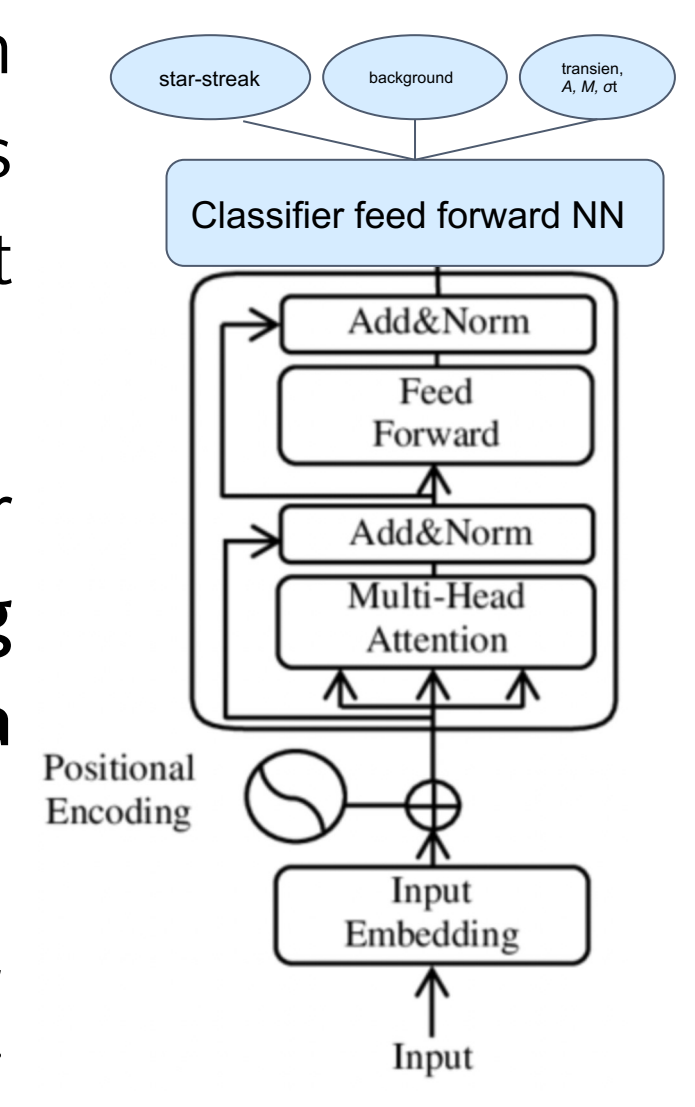 star-streak
background
transien,
A, M, σt
Classifier feed forward NN
Add&Norm
Feed
Forward
Add&Norm
Multi-Head
Attention
Positional
Encoding
Input
Embedding
Input